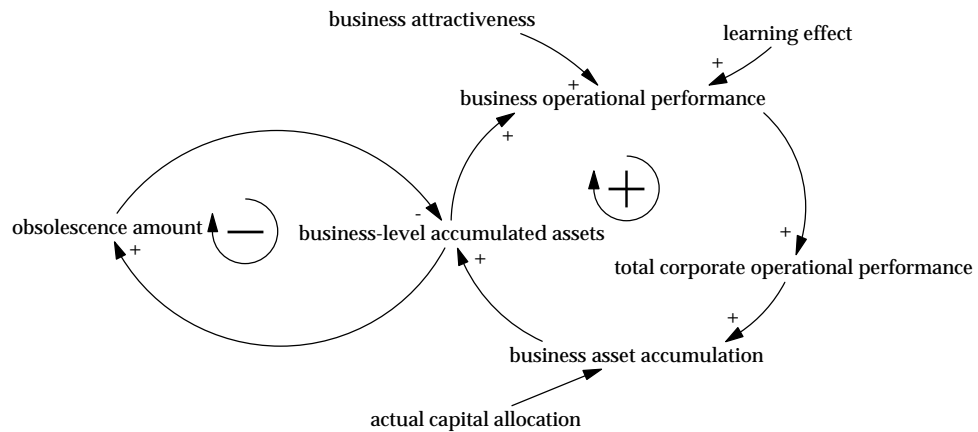 business attractiveness
learning effect
+
+
business operational performance
+
+
obsolescence amount
-
+
business-level accumulated assets
+
+
total corporate operational performance
+
business asset accumulation
actual capital allocation